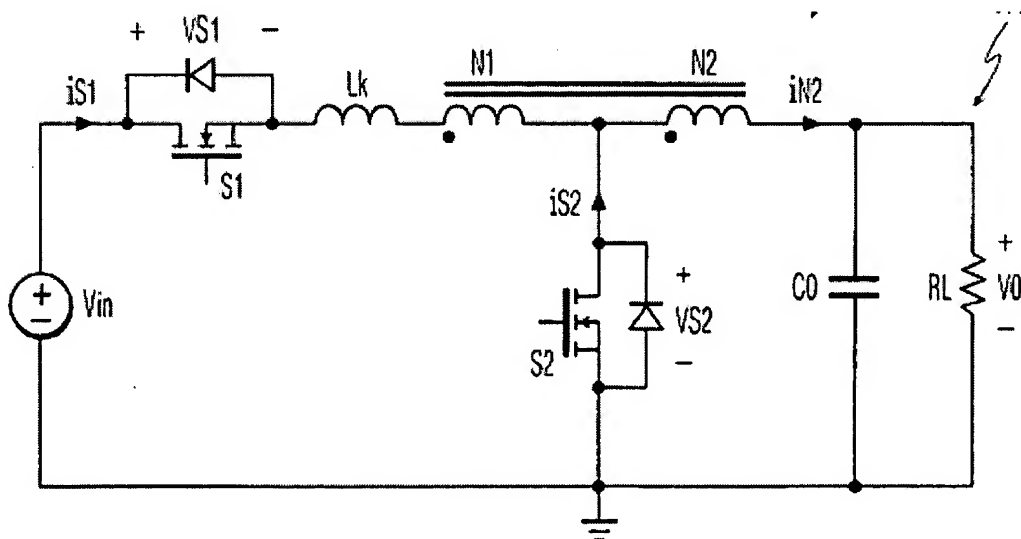 + VS1 -
iS1
Lk
N1
N2
iN2
S1
iS2
+
Vin
-
S2
+
VS2
-
C0
RL
+
V0
-